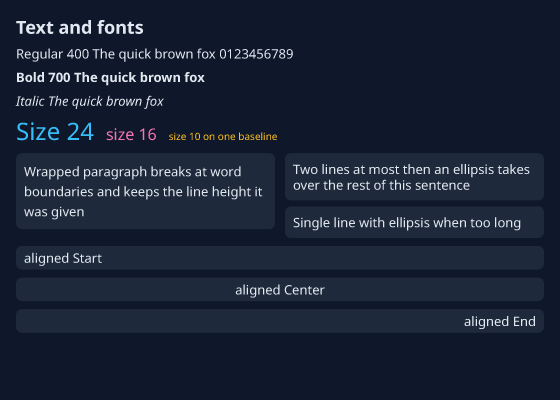 Text and fonts
Regular 400 The quick brown fox 0123456789
Bold 700 The quick brown fox
Italic The quick brown fox
Size 24 size 16 size 10 on one baseline
Wrapped paragraph breaks at word
boundaries and keeps the line height it
was given
Two lines at most then an ellipsis takes
over the rest of this sentence
Single line with ellipsis when too long
aligned Start
aligned Center
aligned End